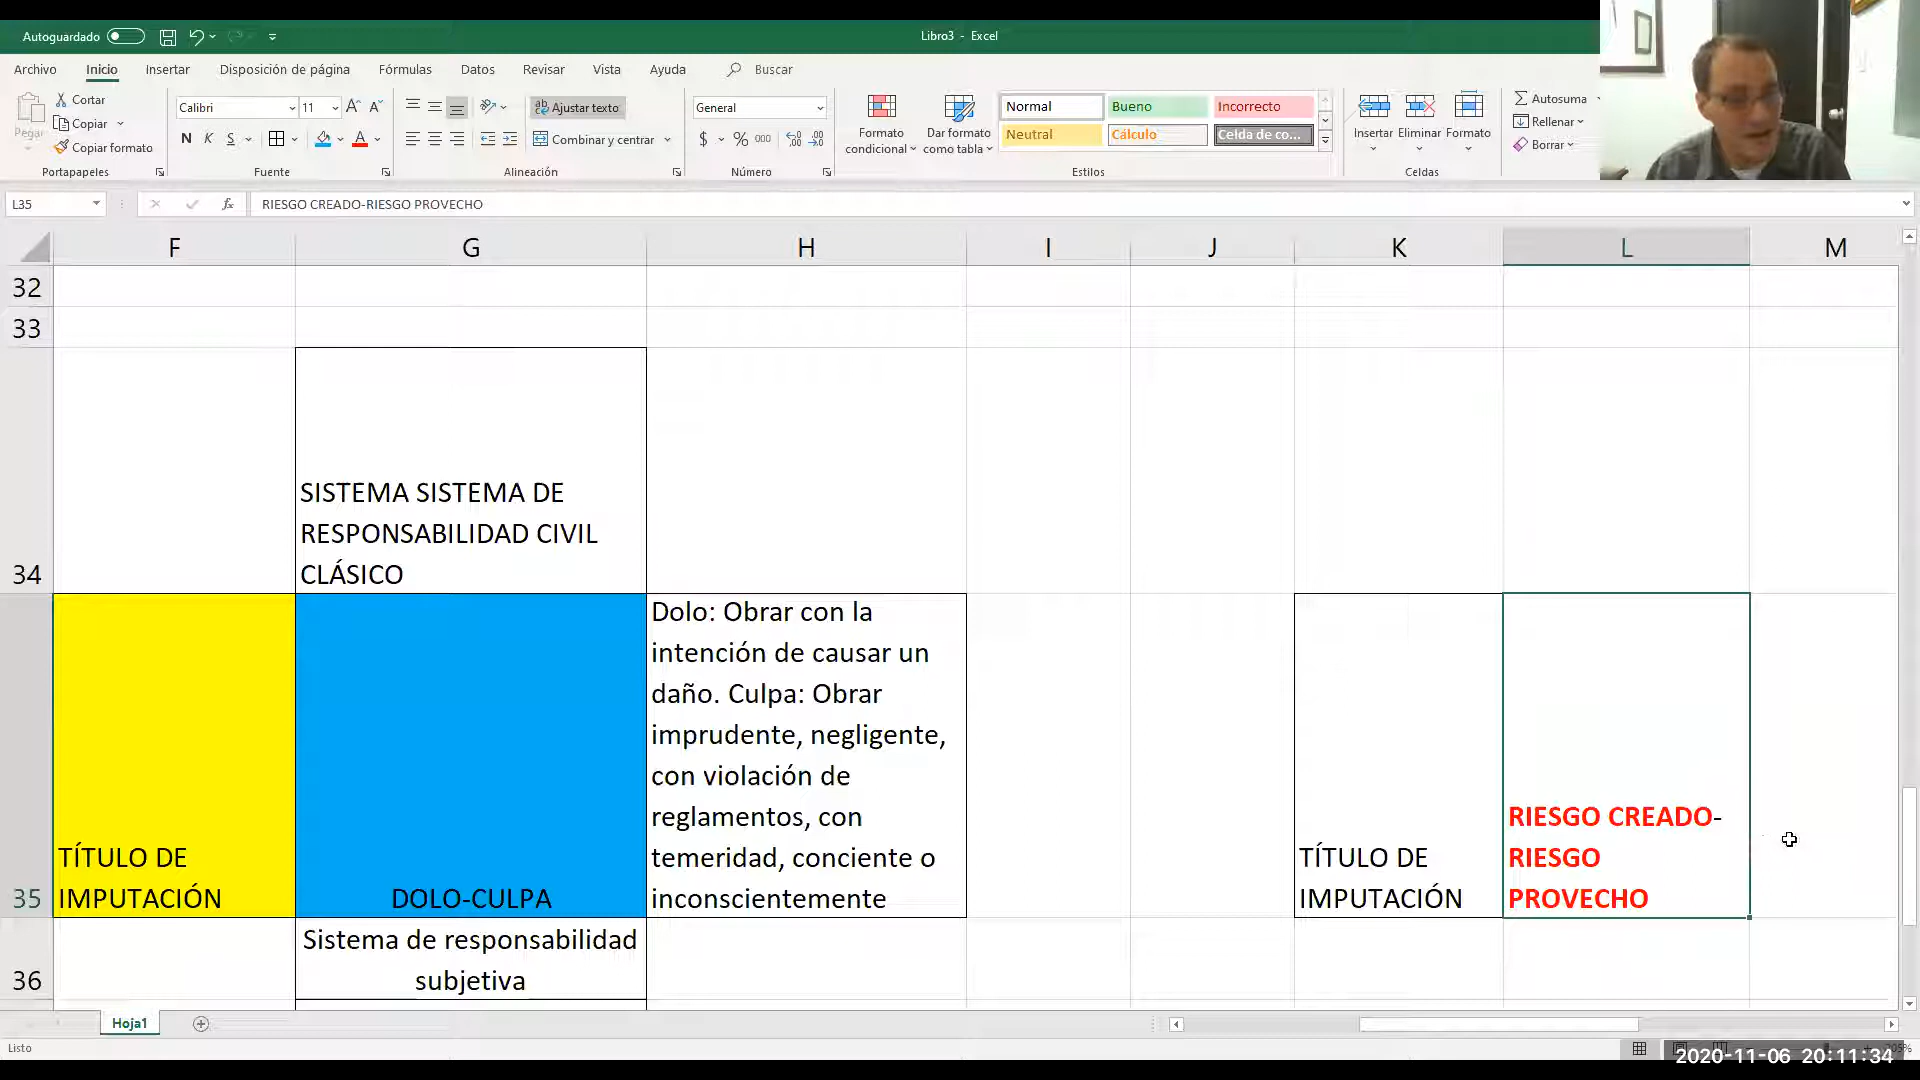 Autoguardado
Libro3 - Excel
Archivo Inicio Insertar Disposición de página Fórmulas Datos Revisar Vista Ayuda Buscar
Pegar
Cortar
Copiar
Copiar formato
Portapapeles
Calibri 11
N K S
Fuente
ab Ajustar texto
Combinar y centrar
Alineación
General
$ % 000
Número
Formato condicional
Dar formato como tabla
Normal Bueno Incorrecto
Neutral Cálculo Celda de co...
Estilos
Insertar Eliminar Formato
Celdas
Autosuma
Rellenar
Borrar
L35 fx RIESGO CREADO-RIESGO PROVECHO
F G H I J K L M
32
33
34
SISTEMA SISTEMA DE
RESPONSABILIDAD CIVIL
CLÁSICO
35
TÍTULO DE
IMPUTACIÓN
DOLO-CULPA
Dolo: Obrar con la
intención de causar un
daño. Culpa: Obrar
imprudente, negligente,
con violación de
reglamentos, con
temeridad, conciente o
inconscientemente
TÍTULO DE
IMPUTACIÓN
RIESGO CREADO-
RIESGO
PROVECHO
36
Sistema de responsabilidad
subjetiva
Hoja1
Listo
2020-11-06 20:11:34